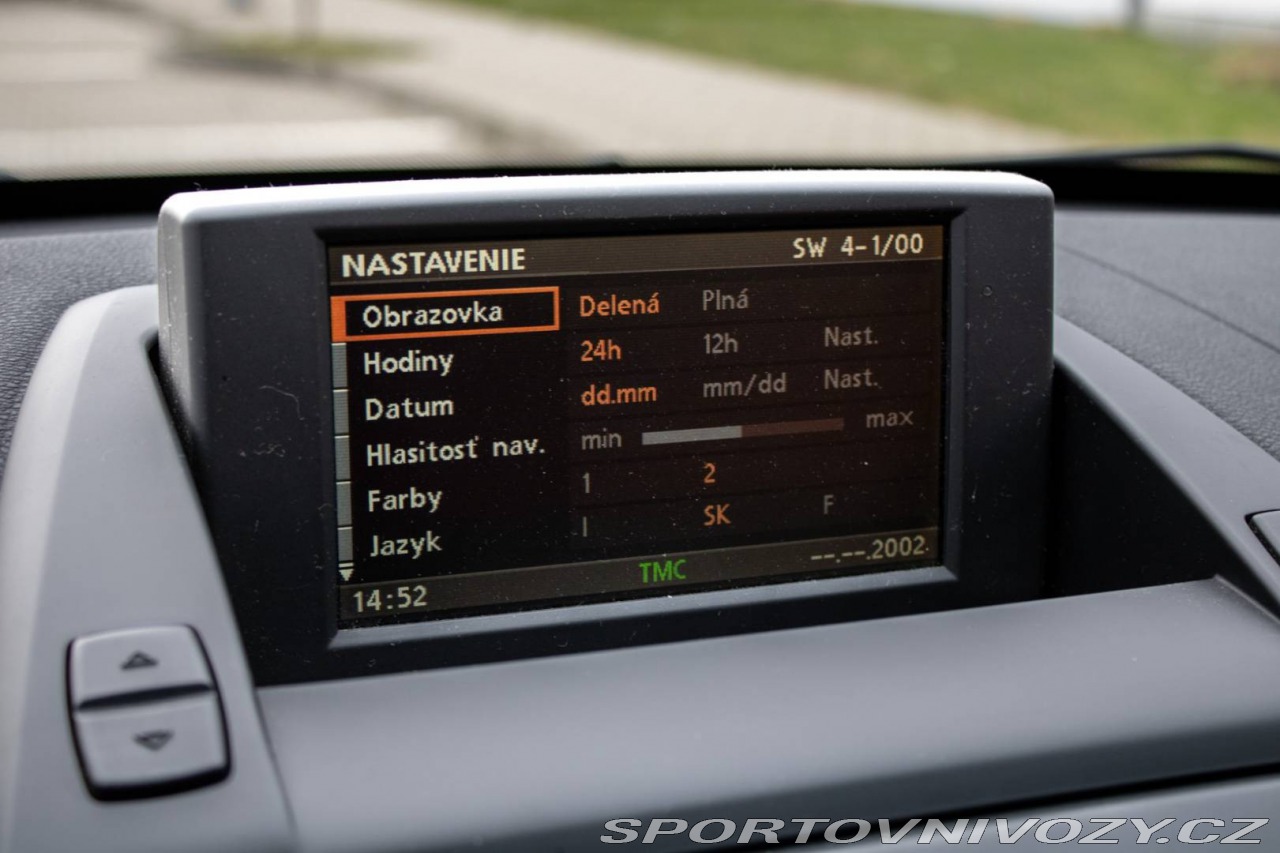 NASTAVENIE SW 4-1/00
Obrazovka Delená Plná
Hodiny 24h 12h Nast.
Datum dd.mm mm/dd Nast.
Hlasitosť nav. min max
Farby 1 2
Jazyk I SK F
14:52 TMC --.--.2002
SPORTOVNIVOZY.CZ